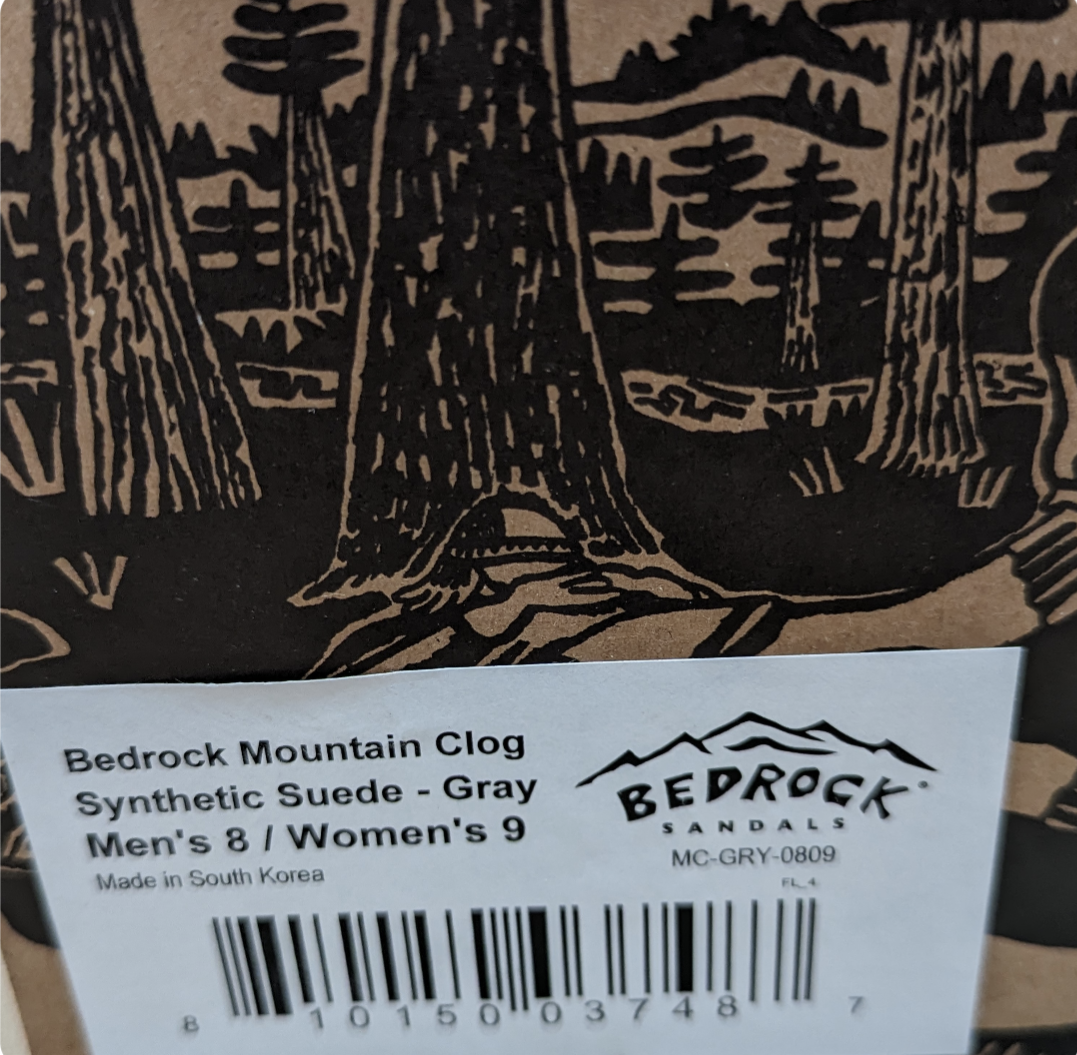 Bedrock Mountain Clog
Synthetic Suede - Gray
Men's 8 / Women's 9
Made in South Korea
BEDROCK
SANDALS
MC-GRY-0809
FL_4
8 10150 03748 7